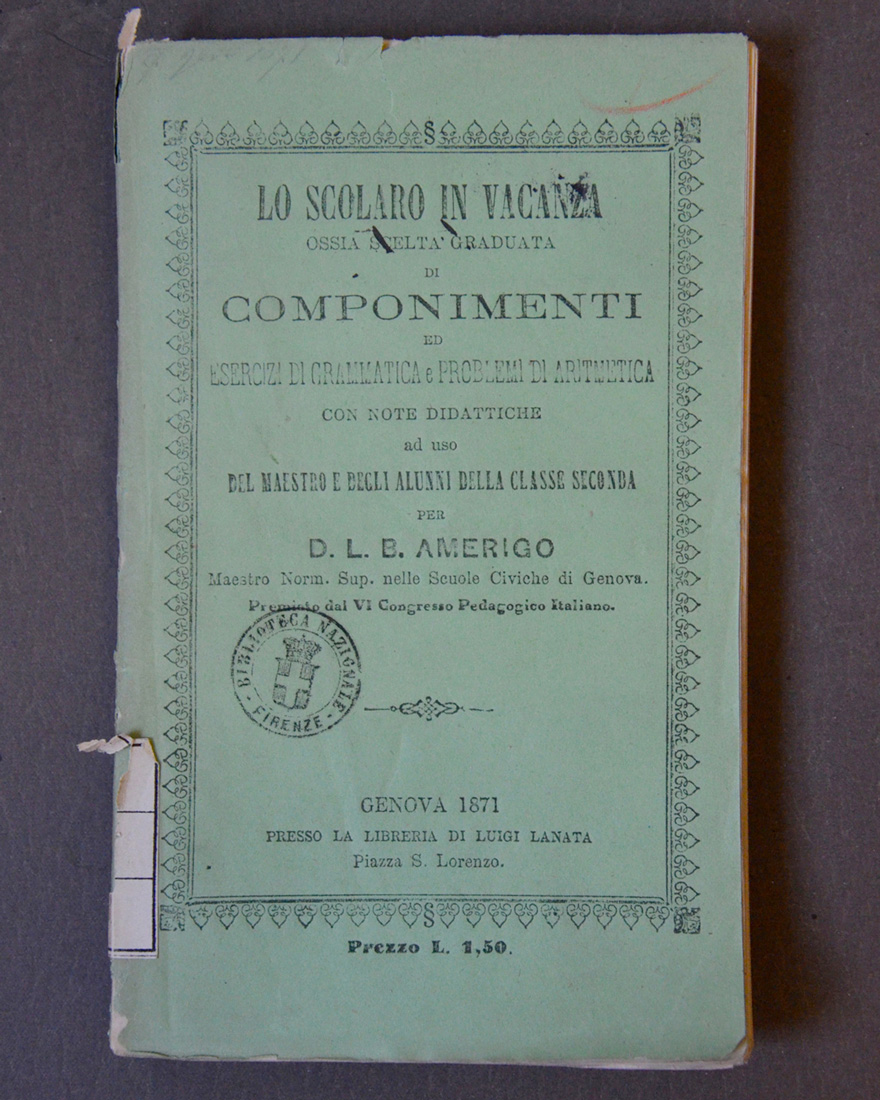 LO SCOLARO IN VACANZA
OSSIA SCELTA GRADUATA
DI
COMPONIMENTI
ED
ESERCIZI DI GRAMMATICA e PROBLEMI DI ARITMETICA
CON NOTE DIDATTICHE
ad uso
DEL MAESTRO E DEGLI ALUNNI DELLA CLASSE SECONDA
PER
D. L. B. AMERIGO
Maestro Norm. Sup. nelle Scuole Civiche di Genova.
Premiato dal VI Congresso Pedagogico Italiano.
BIBLIOTECA NAZIONALE
- FIRENZE -
GENOVA 1871
PRESSO LA LIBRERIA DI LUIGI LANATA
Piazza S. Lorenzo.
Prezzo L. 1,50.